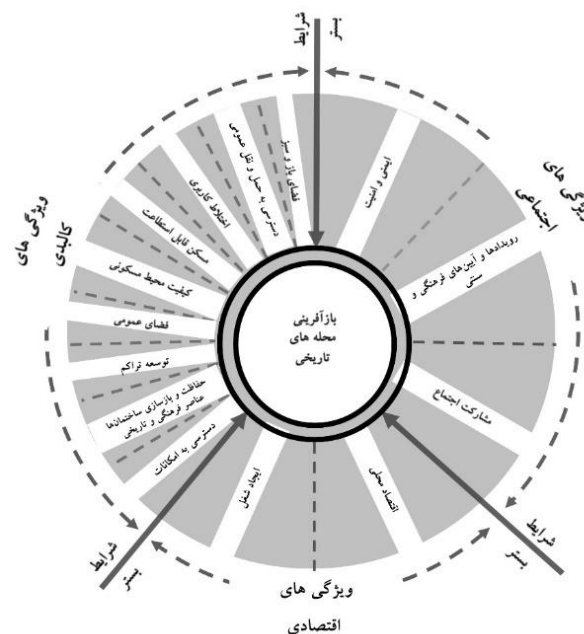 شرایط
بستر
ویژگی های
اجتماعی
ایمنی و امنیت
رویدادها و آیین‌های فرهنگی و
سنتی
مشارکت اجتماع
شرایط
بستر
اقتصاد محلی
ویژگی های
اقتصادی
ایجاد شغل
شرایط
بستر
دسترسی به امکانات
حفاظت و بازسازی ساختمان‌ها
عناصر فرهنگی و تاریخی
توسعه تراکم
فضای عمومی
کیفیت محیط مسکونی
مسکن قابل استطاعت
اختلاط کاربری
دسترسی به حمل و نقل عمومی
فضای باز و سبز
ویژگی های
کالبدی
بازآفرینی
محله های
تاریخی